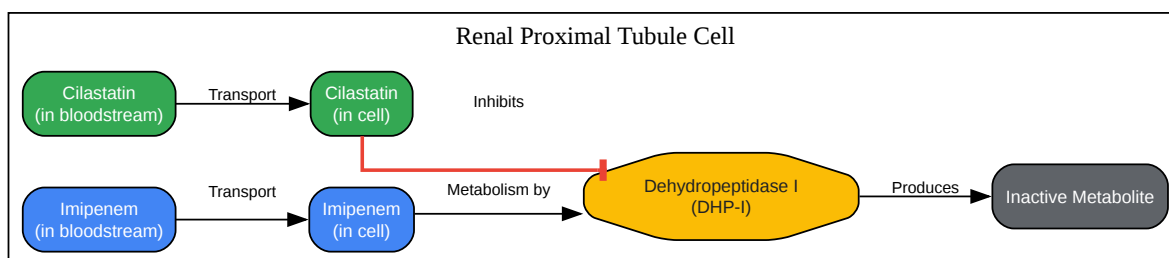 Renal Proximal Tubule Cell
Cilastatin
(in bloodstream)
Transport
Cilastatin
(in cell)
Inhibits
Imipenem
(in bloodstream)
Transport
Imipenem
(in cell)
Metabolism by
Dehydropeptidase I
(DHP-I)
Produces
Inactive Metabolite